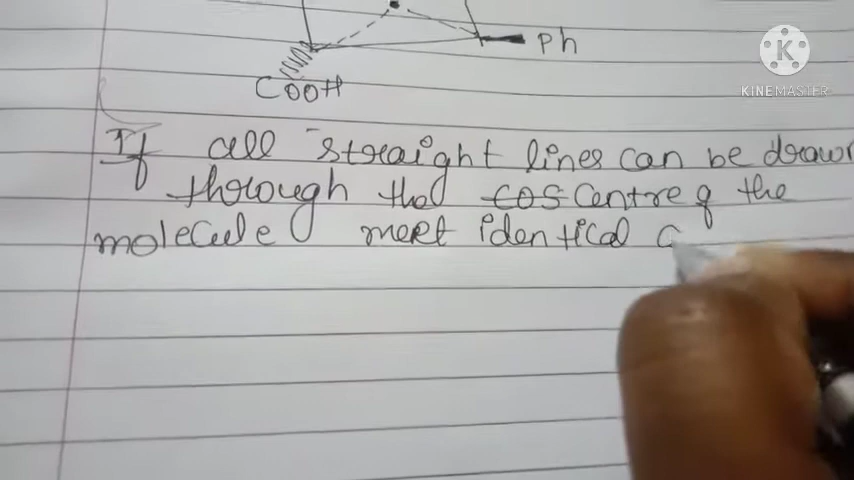 Ph
COOH
K
KINEMASTER
If all straight lines can be drawn
through the cos centre of the
molecule meet identical